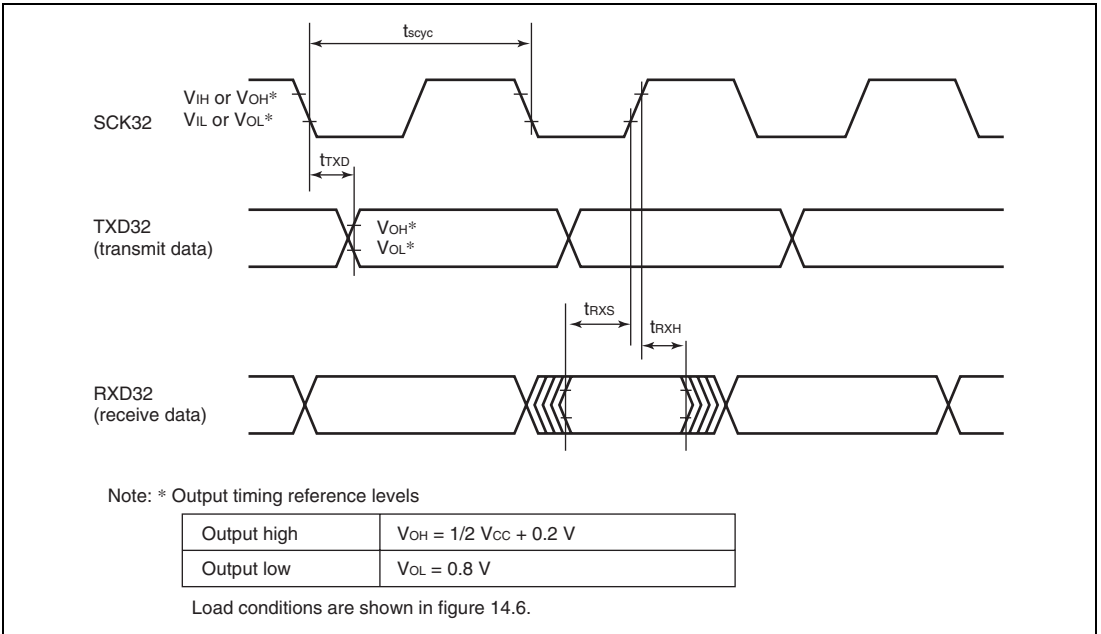 tscyc
VIH or VOH*
VIL or VOL*
SCK32
tTXD
TXD32
(transmit data)
VOH*
VOL*
tRXS
tRXH
RXD32
(receive data)
Note: * Output timing reference levels
Output high VOH = 1/2 VCC + 0.2 V
Output low VOL = 0.8 V
Load conditions are shown in figure 14.6.